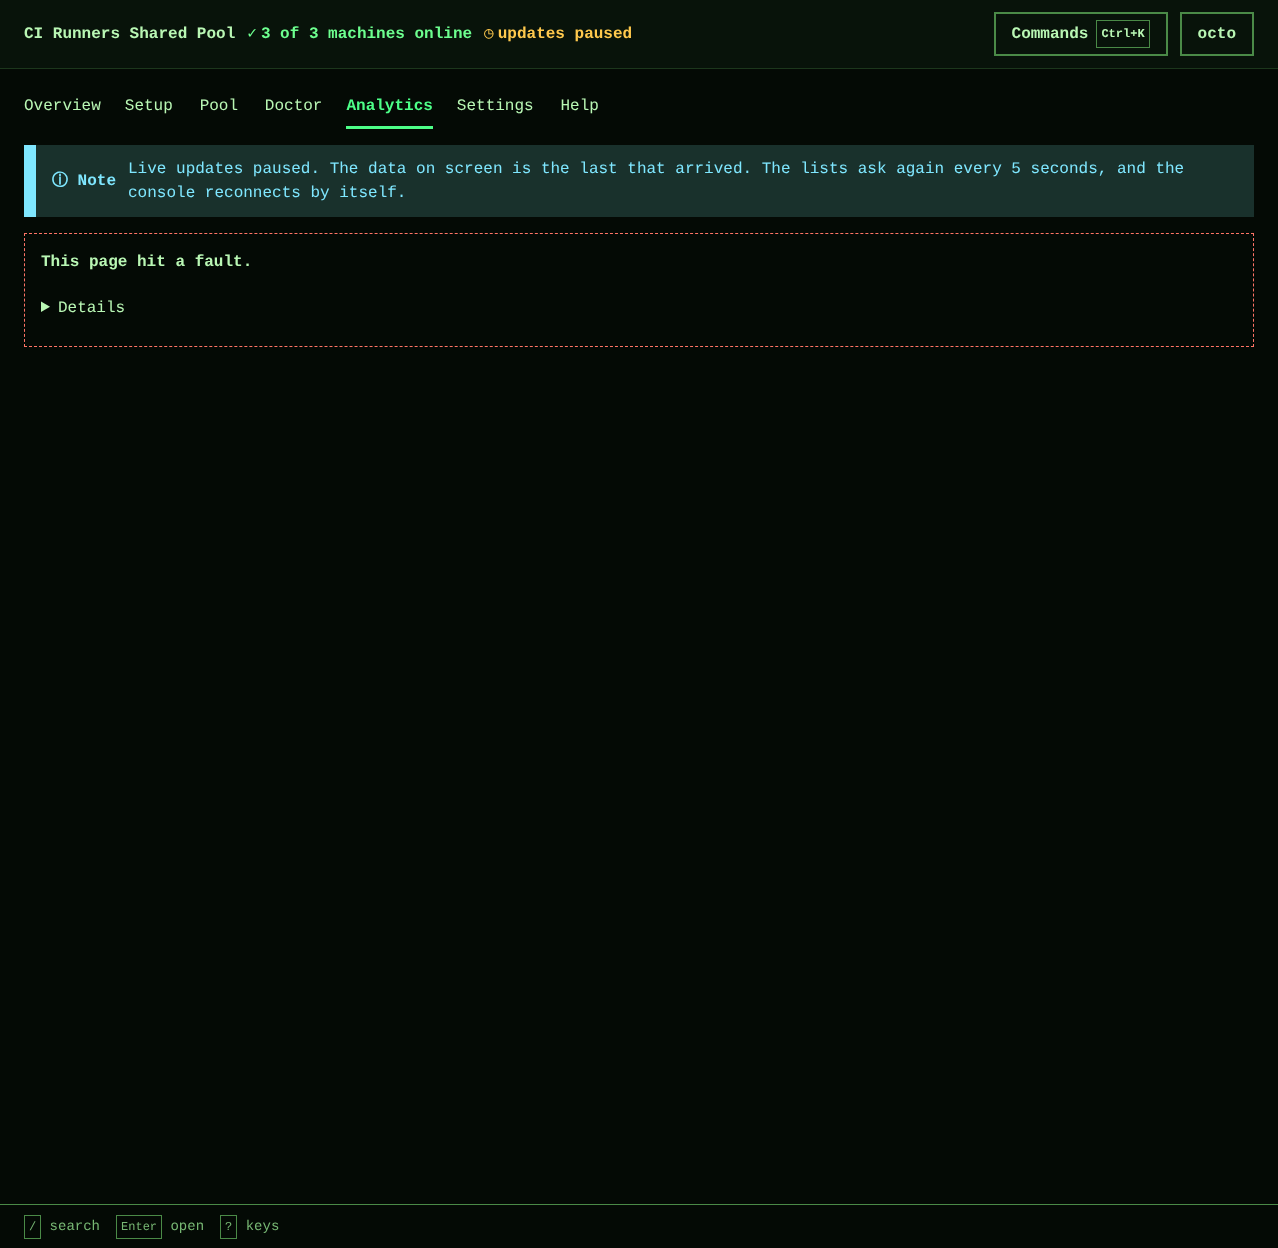 CI Runners Shared Pool ✓ 3 of 3 machines online ◷ updates paused Commands Ctrl+K octo
Overview Setup Pool Doctor Analytics Settings Help
ⓘ Note Live updates paused. The data on screen is the last that arrived. The lists ask again every 5 seconds, and the
console reconnects by itself.
This page hit a fault.
▶ Details
/ search Enter open ? keys